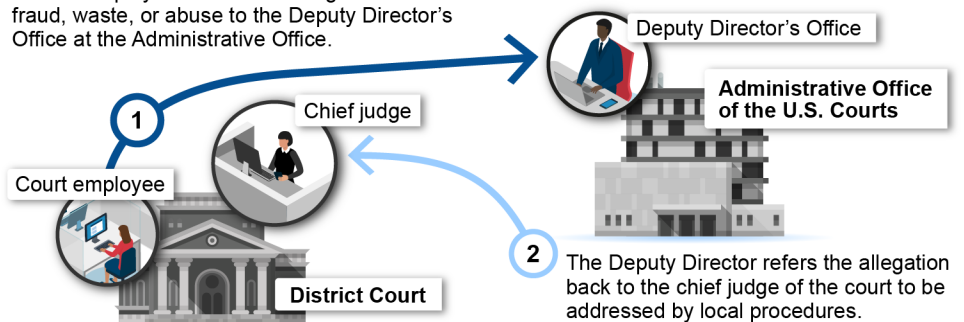 fraud, waste, or abuse to the Deputy Director’s
Office at the Administrative Office.
Deputy Director’s Office
Administrative Office
of the U.S. Courts
1
Chief judge
Court employee
District Court
2
The Deputy Director refers the allegation
back to the chief judge of the court to be
addressed by local procedures.